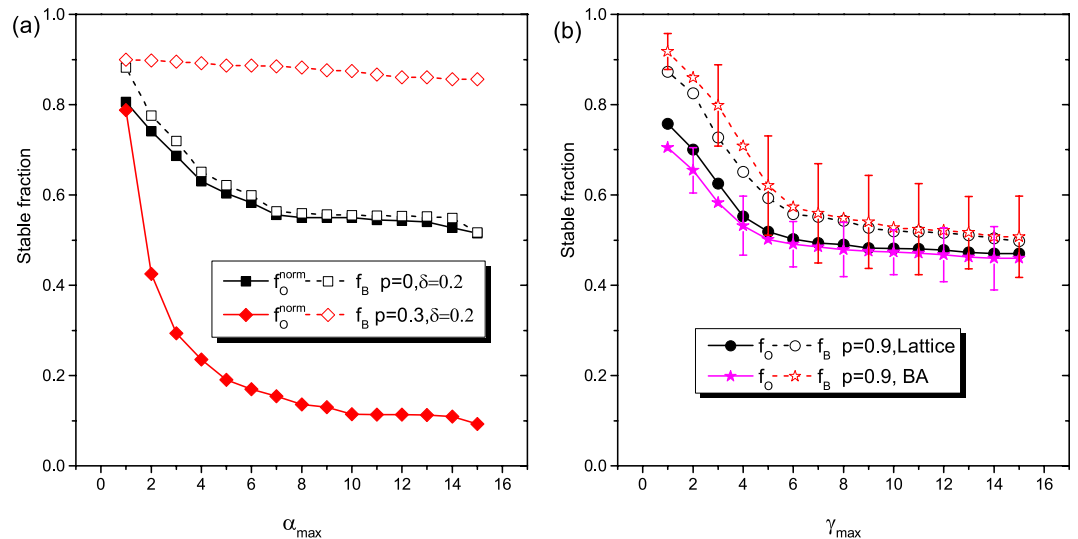 (a)
Stable fraction
1.0
0.8
0.6
0.4
0.2
0.0
f_O^norm f_B p=0,δ=0.2
f_O^norm f_B p=0.3,δ=0.2
0 2 4 6 8 10 12 14 16
α_max
(b)
Stable fraction
1.0
0.8
0.6
0.4
0.2
0.0
f_O f_B p=0.9,Lattice
f_O f_B p=0.9, BA
0 2 4 6 8 10 12 14 16
γ_max